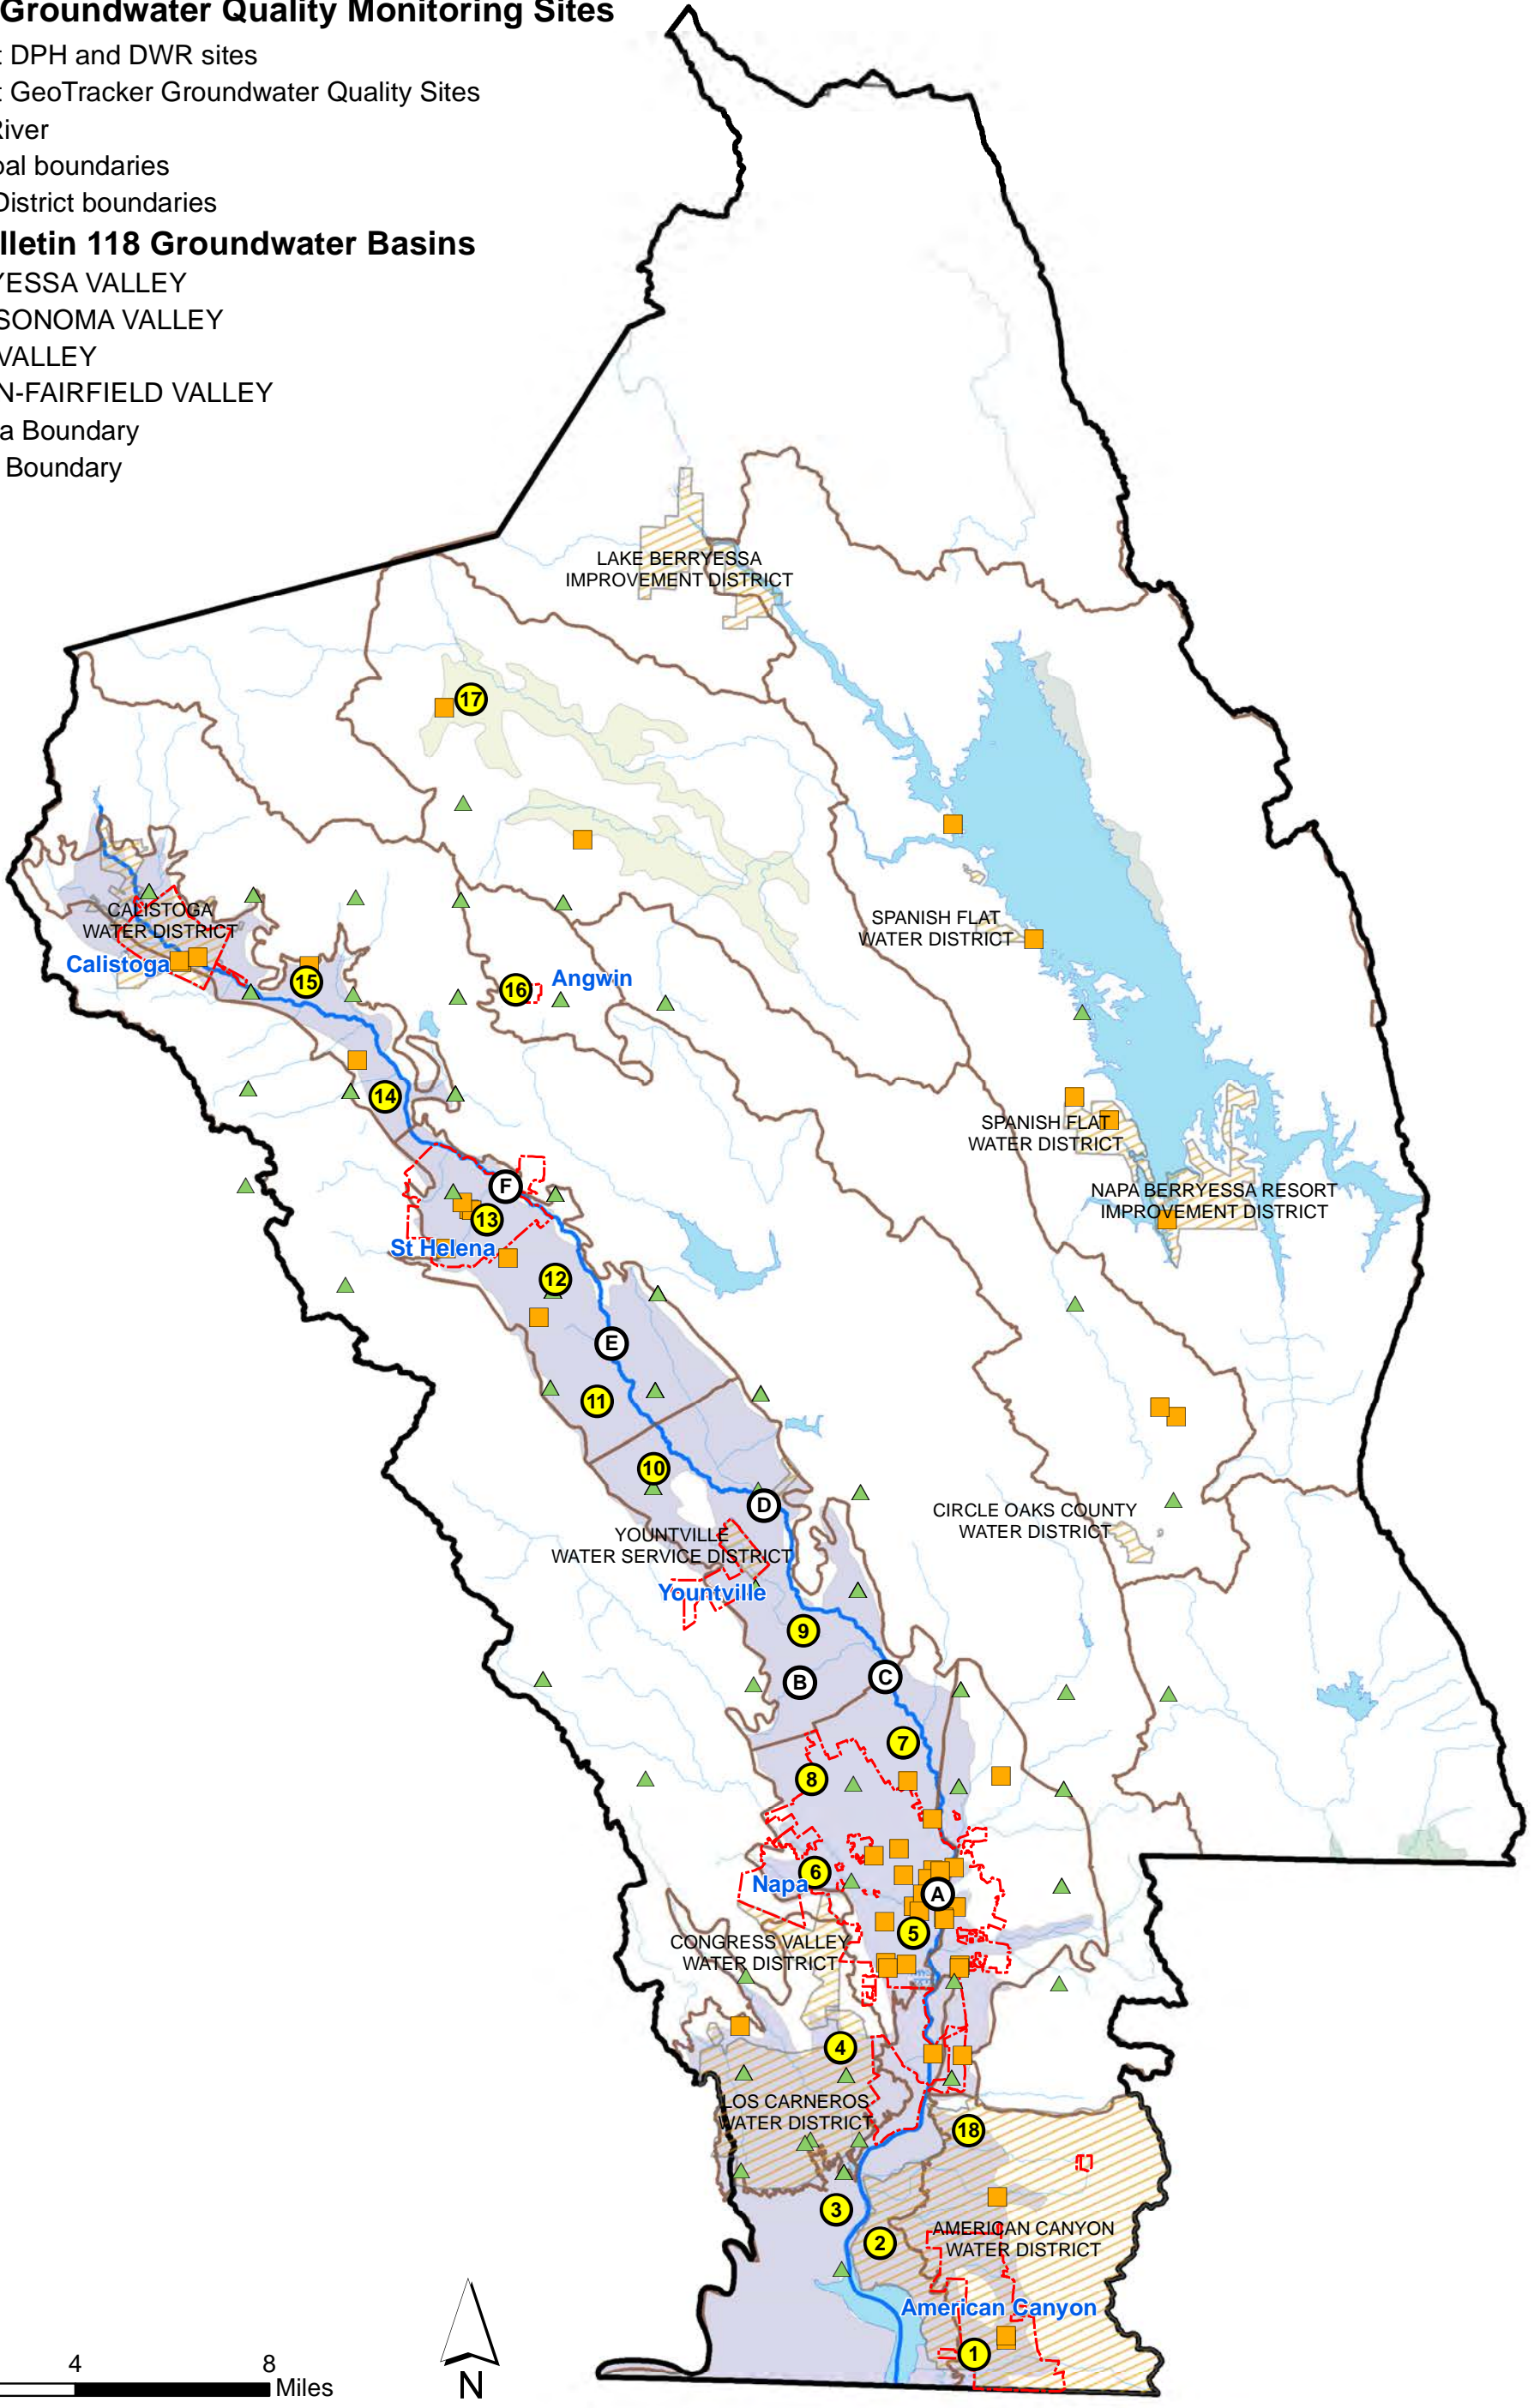 Groundwater Quality Monitoring Sites
DPH and DWR sites
GeoTracker Groundwater Quality Sites
River
pal boundaries
District boundaries
lletin 118 Groundwater Basins
YESSA VALLEY
SONOMA VALLEY
VALLEY
N-FAIRFIELD VALLEY
a Boundary
Boundary
LAKE BERRYESSA
IMPROVEMENT DISTRICT
17
CALISTOGA
WATER DISTRICT
Calistoga
15
16
Angwin
SPANISH FLAT
WATER DISTRICT
14
SPANISH FLAT
WATER DISTRICT
F
13
St Helena
NAPA BERRYESSA RESORT
IMPROVEMENT DISTRICT
12
E
11
10
D
CIRCLE OAKS COUNTY
WATER DISTRICT
YOUNTVILLE
WATER SERVICE DISTRICT
Yountville
9
B
C
7
8
6
Napa
A
5
CONGRESS VALLEY
WATER DISTRICT
4
LOS CARNEROS
WATER DISTRICT
18
3
2
AMERICAN CANYON
WATER DISTRICT
American Canyon
1
4 8
Miles
N